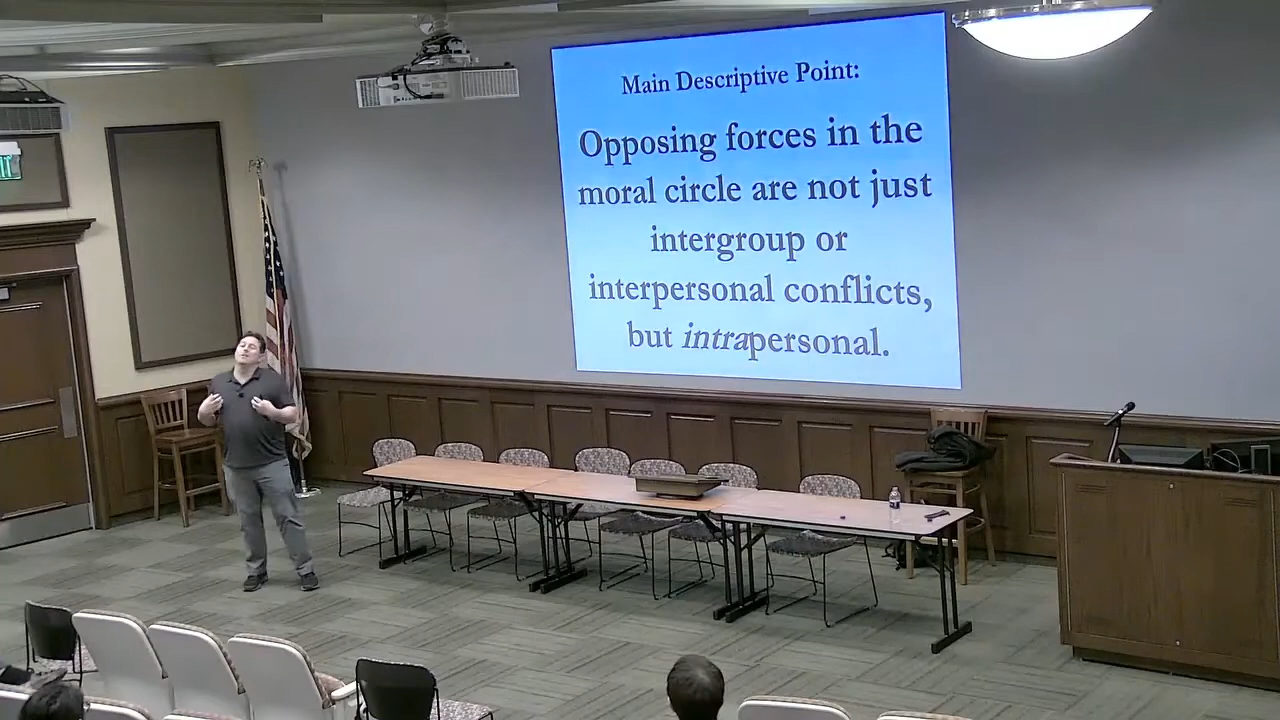 Main Descriptive Point:
Opposing forces in the
moral circle are not just
intergroup or
interpersonal conflicts,
but intrapersonal.